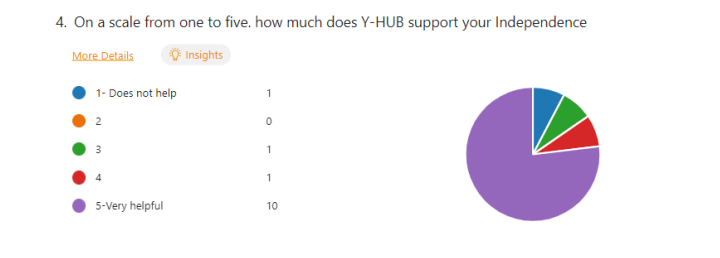 4. On a scale from one to five. how much does Y-HUB support your Independence
More Details Insights
1- Does not help 1
2 0
3 1
4 1
5-Very helpful 10